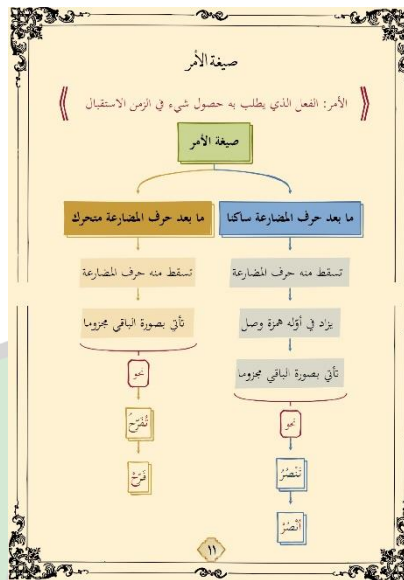 صيغة الأمر
الأمر: الفعل الذي يطلب به حصول شيء في الزمن الاستقبال
صيغة الأمر
ما بعد حرف المضارعة ساكنا
ما بعد حرف المضارعة متحرك
تسقط منه حرف المضارعة
تسقط منه حرف المضارعة
يزاد في أوّله همزة وصل
تأتي بصورة الباقي مجزوما
تأتي بصورة الباقي مجزوما
نحو
نحو
تَنْصُرُ
تُفَرِّحُ
اُنْصُرْ
فَرِّحْ
١١